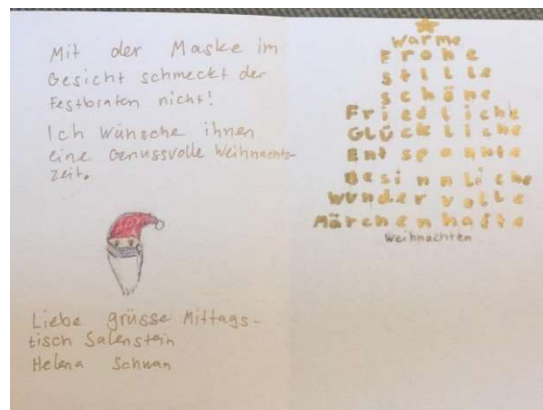 Mit der Maske im
Gesicht schmeckt der
Festbraten nicht!
Ich wünsche ihnen
eine Genussvolle Weihnachts-
zeit.
Liebe grüsse Mittags-
tisch Salenstein
Helena Schwan
Warme
Frohe
Stille
schöne
Friedliche
Glückliche
Entspannte
Besinnliche
wundervolle
Märchenhafte
Weihnachten